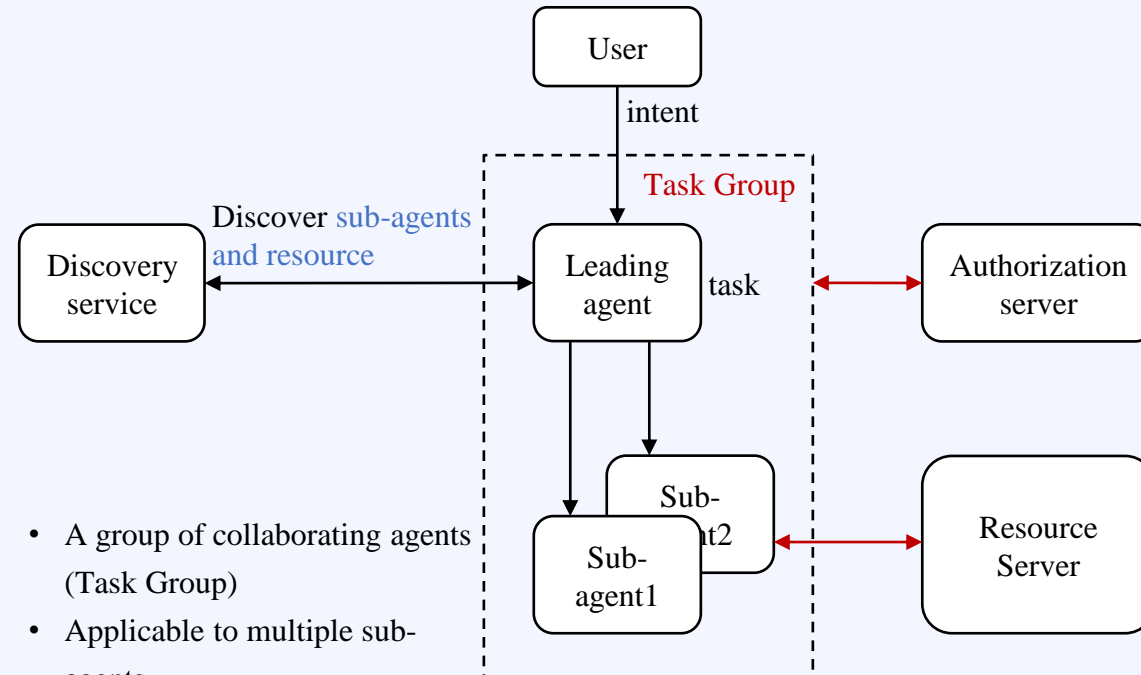 User
intent
Task Group
Discover sub-agents
and resource
Discovery
service
Leading
agent
task
Authorization
server
Sub-
nt2
Sub-
agent1
Resource
Server
• A group of collaborating agents
(Task Group)
• Applicable to multiple sub-